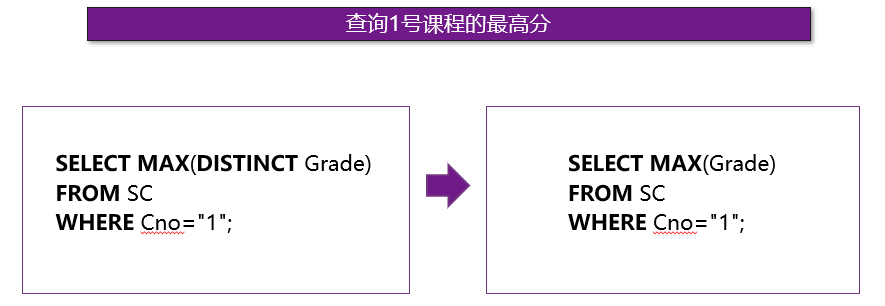 查询1号课程的最高分
SELECT MAX(DISTINCT Grade)
FROM SC
WHERE Cno="1";
SELECT MAX(Grade)
FROM SC
WHERE Cno="1";